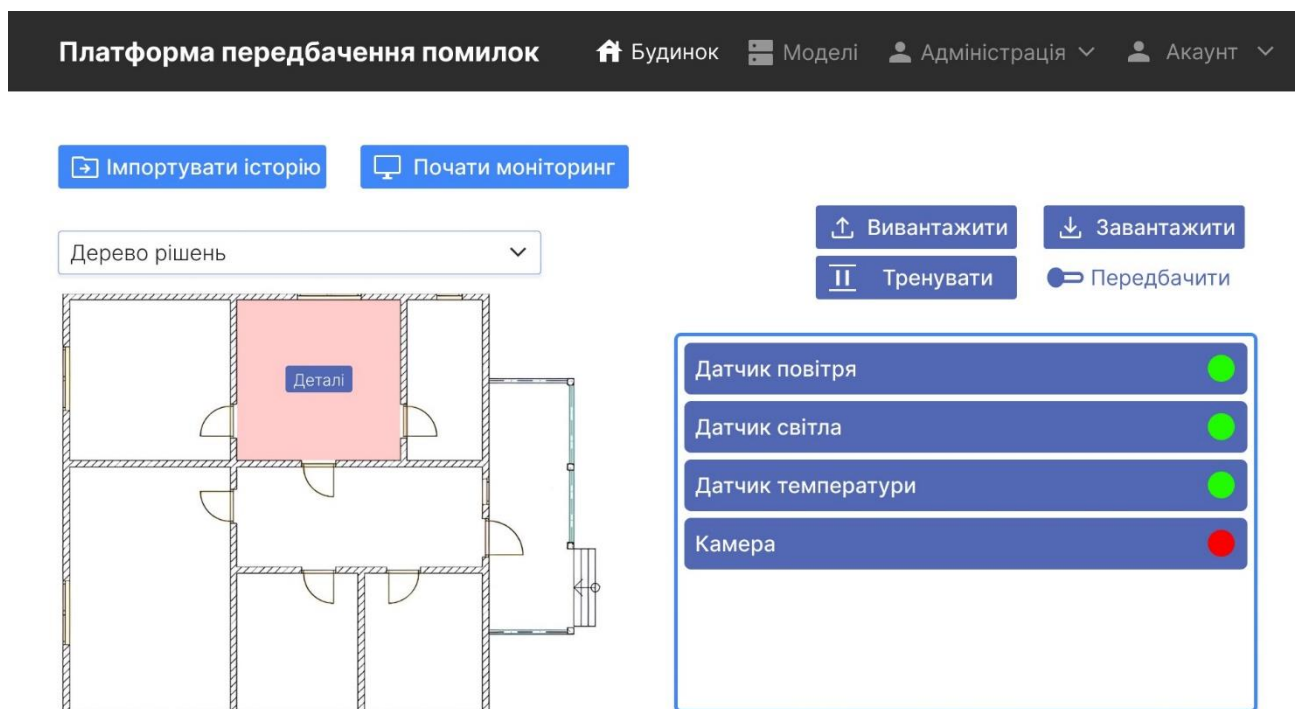 Платформа передбачення помилок Будинок Моделі Адміністрація Акаунт
Імпортувати історію Почати моніторинг
Вивантажити Завантажити
Дерево рішень
Тренувати Передбачити
Деталі
Датчик повітря
Датчик світла
Датчик температури
Камера